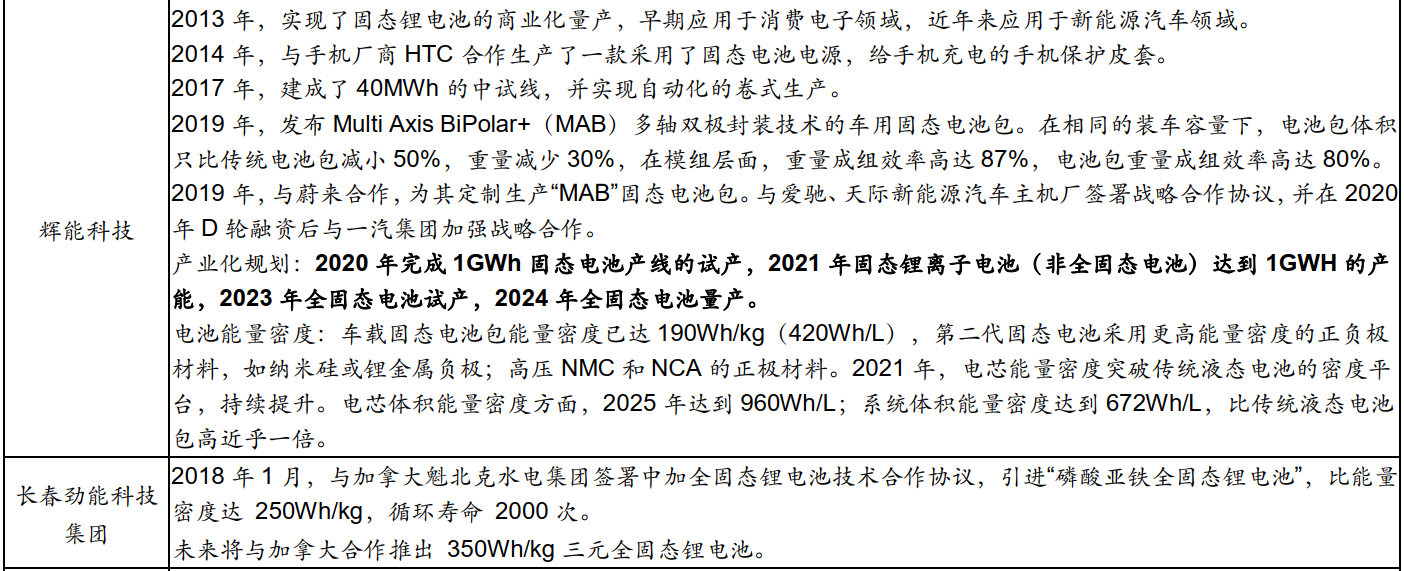 2013 年，实现了固态锂电池的商业化量产，早期应用于消费电子领域，近年来应用于新能源汽车领域。
2014 年，与手机厂商 HTC 合作生产了一款采用了固态电池电源，给手机充电的手机保护皮套。
2017 年，建成了 40MWh 的中试线，并实现自动化的卷式生产。
2019 年，发布 Multi Axis BiPolar+（MAB）多轴双极封装技术的车用固态电池包。在相同的装车容量下，电池包体积
只比传统电池包减小 50%，重量减少 30%，在模组层面，重量成组效率高达 87%，电池包重量成组效率高达 80%。
2019 年，与蔚来合作，为其定制生产“MAB”固态电池包。与爱驰、天际新能源汽车主机厂签署战略合作协议，并在 2020
年 D 轮融资后与一汽集团加强战略合作。
辉能科技
产业化规划：2020 年完成 1GWh 固态电池产线的试产，2021 年固态锂离子电池（非全固态电池）达到 1GWH 的产
能，2023 年全固态电池试产，2024 年全固态电池量产。
电池能量密度：车载固态电池包能量密度已达 190Wh/kg（420Wh/L），第二代固态电池采用更高能量密度的正负极
材料，如纳米硅或锂金属负极；高压 NMC 和 NCA 的正极材料。2021 年，电芯能量密度突破传统液态电池的密度平
台，持续提升。电芯体积能量密度方面，2025 年达到 960Wh/L；系统体积能量密度达到 672Wh/L，比传统液态电池
包高近乎一倍。
长春劲能科技
集团
2018 年 1 月，与加拿大魁北克水电集团签署中加全固态锂电池技术合作协议，引进“磷酸亚铁全固态锂电池”，比能量
密度达 250Wh/kg，循环寿命 2000 次。
未来将与加拿大合作推出 350Wh/kg 三元全固态锂电池。